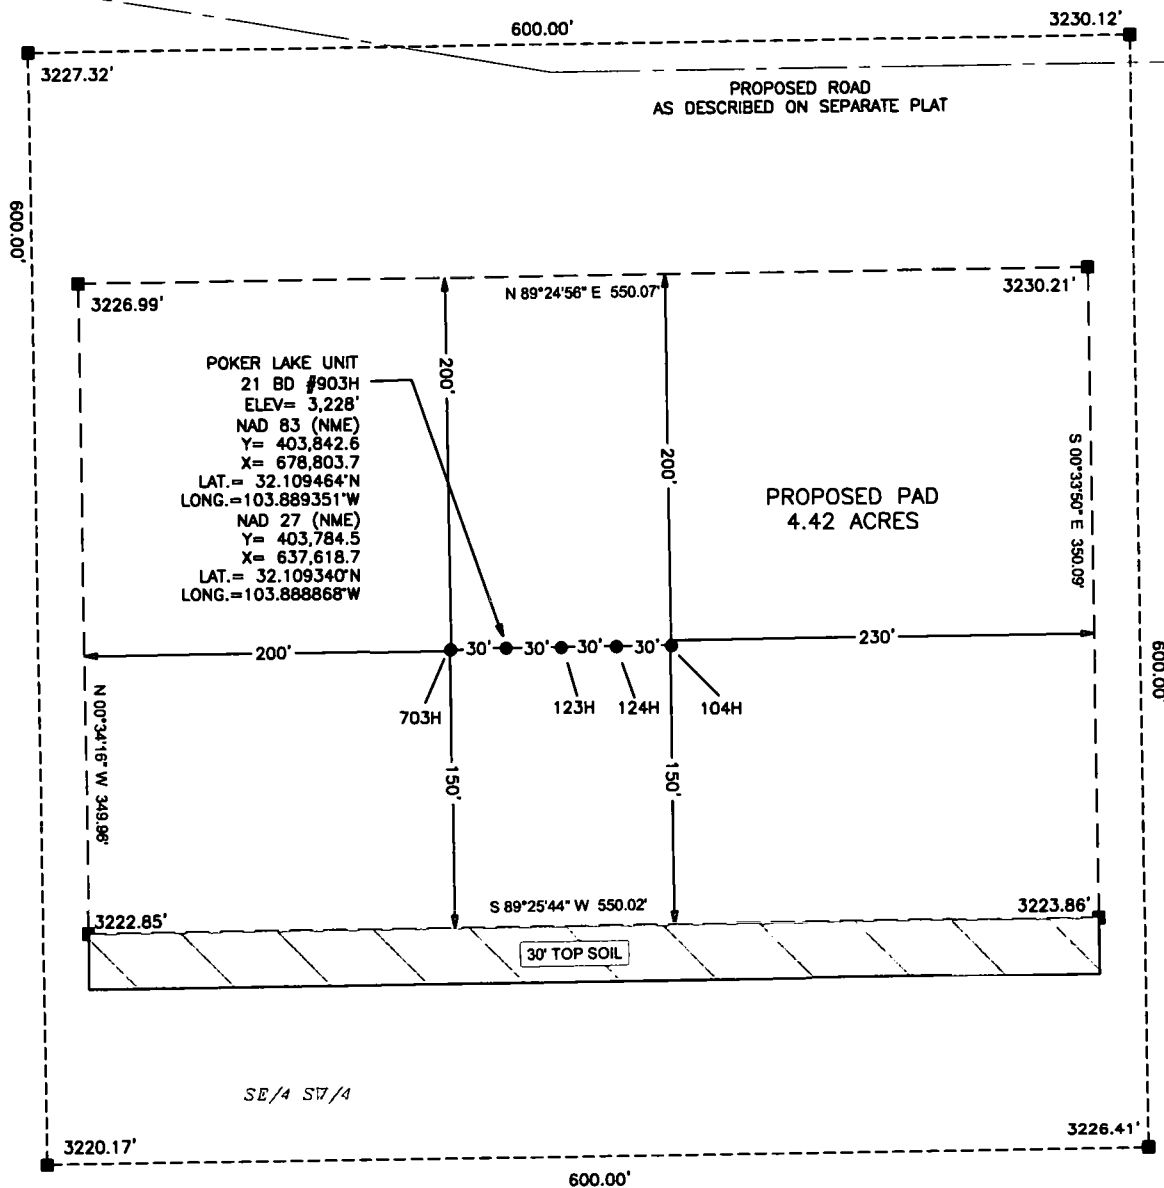 600.00'
3230.12'
3227.32'
PROPOSED ROAD
AS DESCRIBED ON SEPARATE PLAT
600.00'
3226.99'
N 89°24'56" E 550.07'
3230.21'
POKER LAKE UNIT
21 BD #903H
ELEV= 3,228'
NAD 83 (NME)
Y= 403,842.6
X= 678,803.7
LAT.= 32.109464°N
LONG.=103.889351°W
NAD 27 (NME)
Y= 403,784.5
X= 637,618.7
LAT.= 32.109340°N
LONG.=103.888868°W
200'
200'
S 00°33'50" E 350.09'
PROPOSED PAD
4.42 ACRES
200'
30'
30'
30'
30'
230'
703H
123H
124H
104H
600.00'
N 00°34'16" W 349.96'
150'
150'
3222.85'
S 89°25'44" W 550.02'
3223.86'
30' TOP SOIL
SE/4 SW/4
3220.17'
3226.41'
600.00'